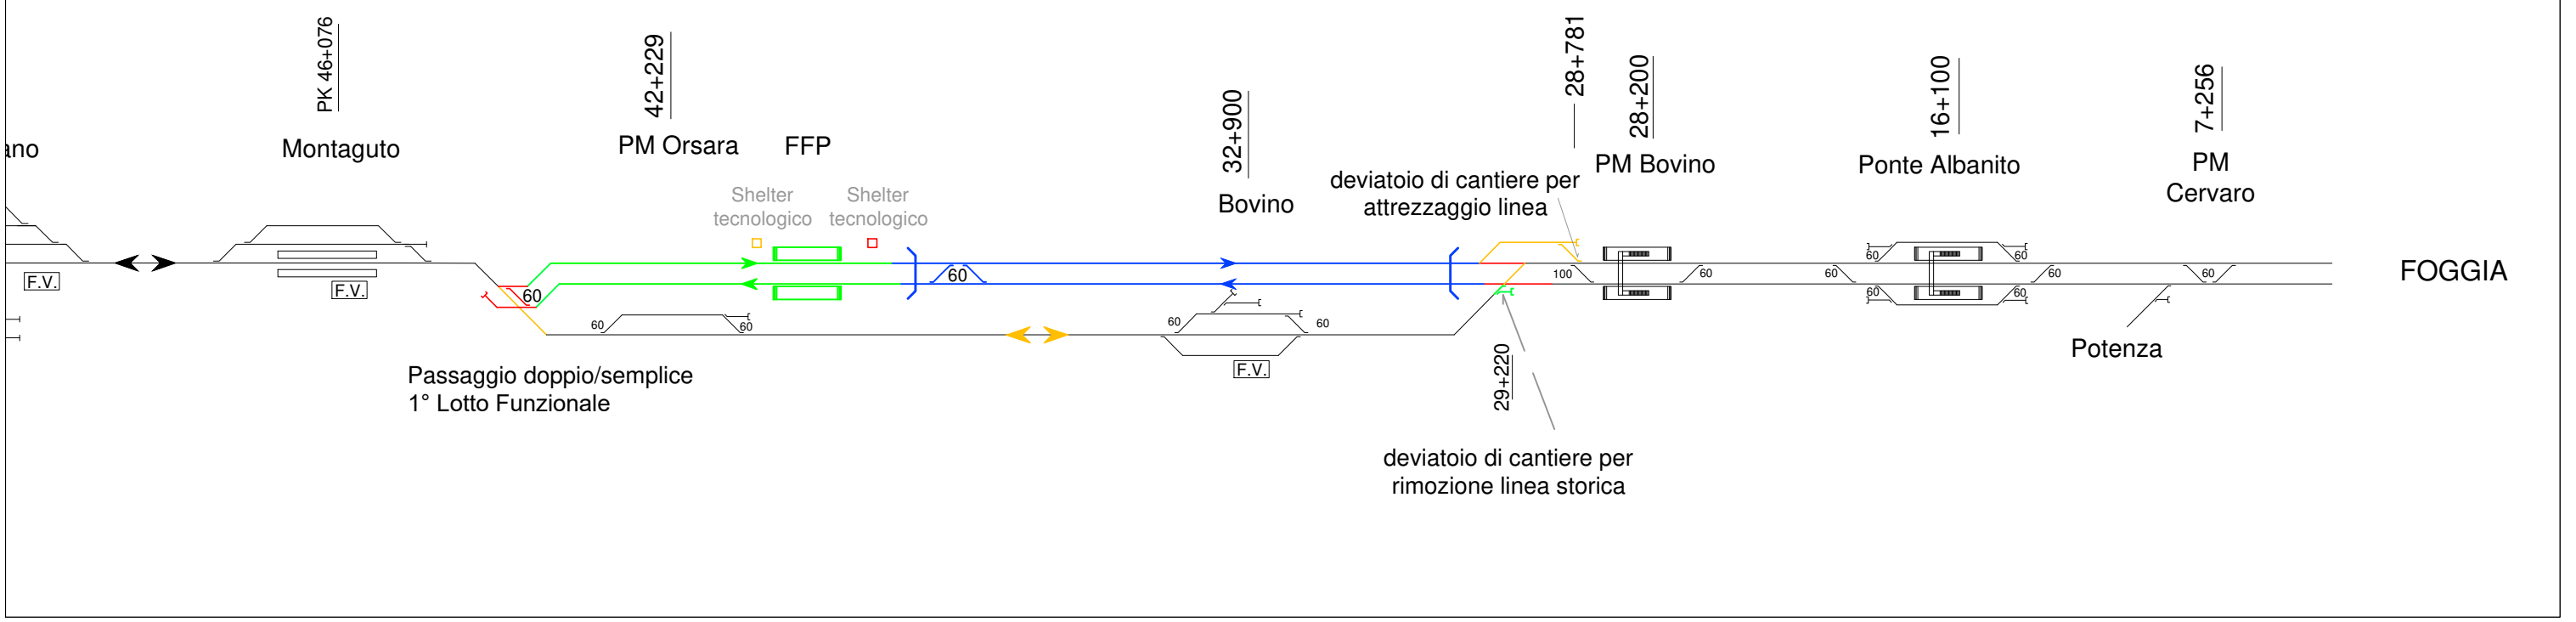 ano
F.V.
PK 46+076
Montaguto
F.V.
42+229
PM Orsara
FFP
Shelter
tecnologico
Shelter
tecnologico
60
60
60
Passaggio doppio/semplice
1° Lotto Funzionale
60
32+900
Bovino
60
60
F.V.
deviatoio di cantiere per
attrezzaggio linea
28+781
29+220
deviatoio di cantiere per
rimozione linea storica
28+200
PM Bovino
100
60
16+100
Ponte Albanito
60
60
60
60
60
60
7+256
PM
Cervaro
60
Potenza
FOGGIA